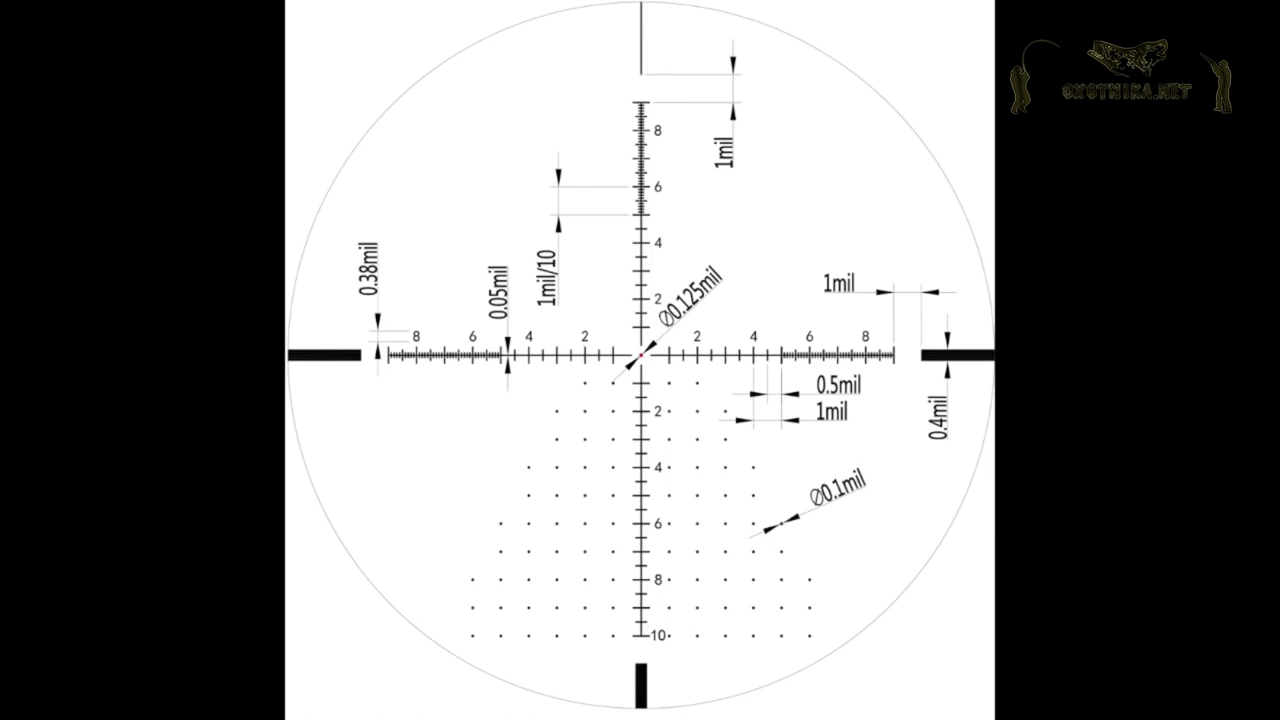 OXOTNIKA.NET
8
1mil
6
1mil/10
4
2
Ø0.125mil
1mil
0.38mil
0.05mil
8 6 4 2 2 4 6 8
0.5mil
1mil
0.4mil
2
4
Ø0.1mil
6
8
10